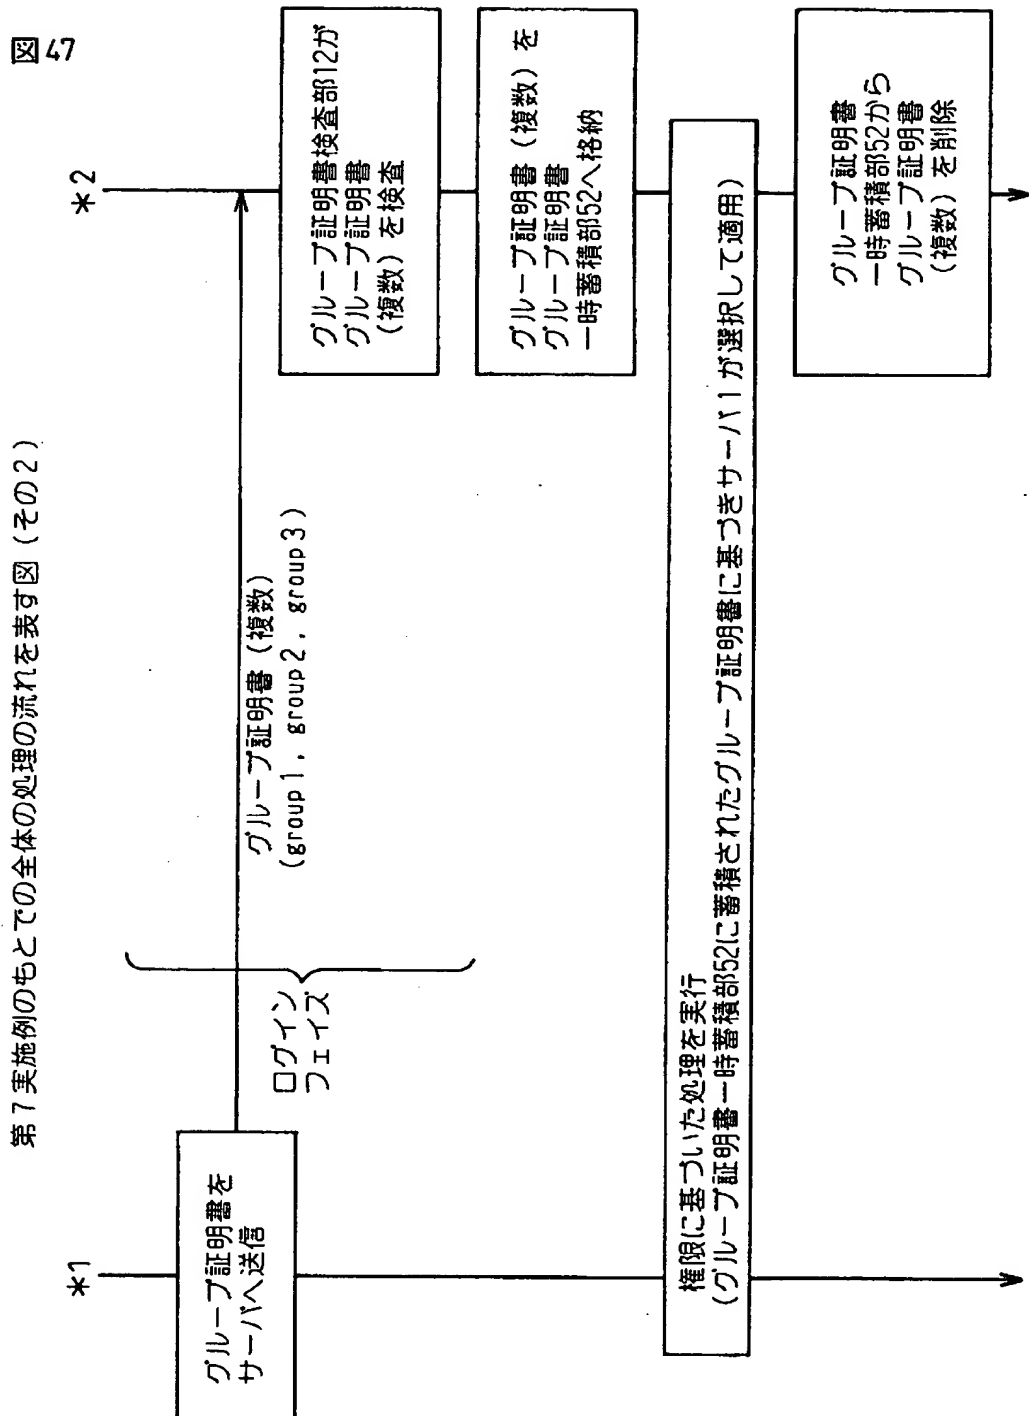 図47
第7実施例のもとでの全体の処理の流れを表す図(その2)
*1
*2
グループ証明書を
サーバへ送信
グループ証明書(複数)
(group1, group2, group3)
ログイン
フェイズ
グループ証明書検査部12が
グループ証明書
(複数)を検査
グループ証明書(複数)を
グループ証明書
一時蓄積部52へ格納
権限に基づいた処理を実行
(グループ証明書一時蓄積部52に蓄積されたグループ証明書に基づきサーバ1が選択して適用)
グループ証明書
一時蓄積部52から
グループ証明書
(複数)を削除